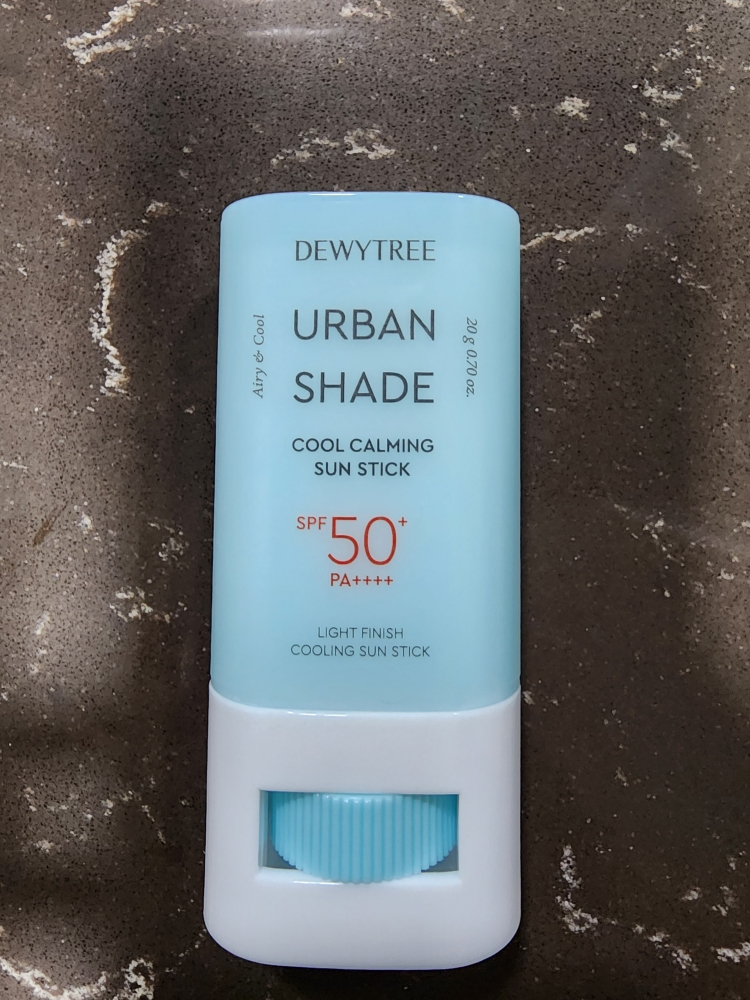 DEWYTREE
URBAN
SHADE
Airy & Cool
20 g 0.70 oz.
COOL CALMING
SUN STICK
SPF 50+
PA++++
LIGHT FINISH
COOLING SUN STICK